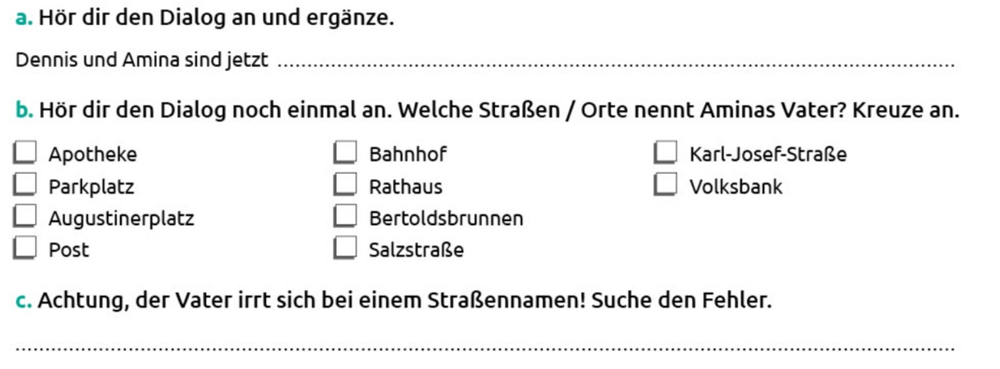 a. Hör dir den Dialog an und ergänze.
Dennis und Amina sind jetzt ................................................................
b. Hör dir den Dialog noch einmal an. Welche Straßen / Orte nennt Aminas Vater? Kreuze an.
Apotheke
Parkplatz
Augustinerplatz
Post
Bahnhof
Rathaus
Bertoldsbrunnen
Salzstraße
Karl-Josef-Straße
Volksbank
c. Achtung, der Vater irrt sich bei einem Straßennamen! Suche den Fehler.